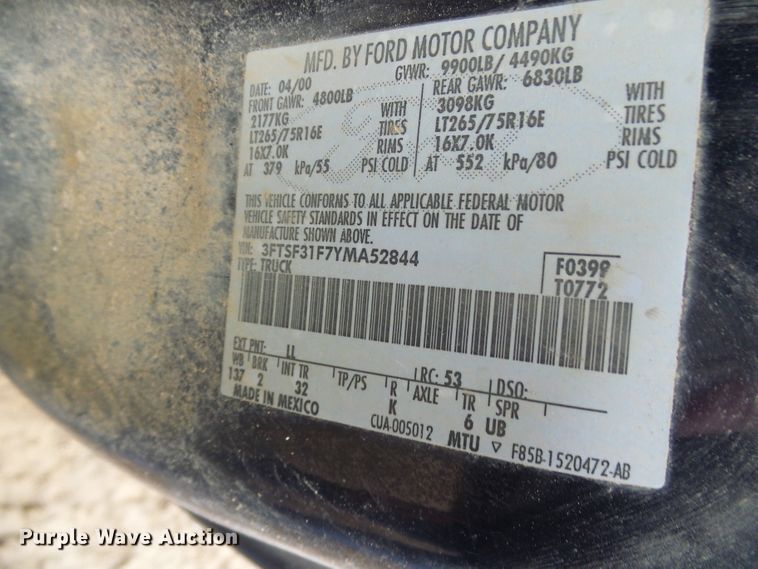 MFD. BY FORD MOTOR COMPANY
DATE: 04/00 GVWR: 9900LB/ 4490KG
FRONT GAWR: 4800LB REAR GAWR: 6830LB
2177KG WITH 3098KG WITH
LT265/75R16E TIRES LT265/75R16E TIRES
16X7.0K RIMS 16X7.0K RIMS
AT 379 kPa/55 PSI COLD AT 552 kPa/80 PSI COLD
THIS VEHICLE CONFORMS TO ALL APPLICABLE FEDERAL MOTOR
VEHICLE SAFETY STANDARDS IN EFFECT ON THE DATE OF
MANUFACTURE SHOWN ABOVE.
VIN: 3FTSF31F7YMA52844 F0399
TYPE: TRUCK T0772
EXT PNT: LL RC: 53 DSO:
WB BRK INT TR TP/PS R AXLE TR SPR
137 2 32 K 6 UB
MADE IN MEXICO CUA-005012 MTU F85B-1520472-AB
Purple Wave Auction